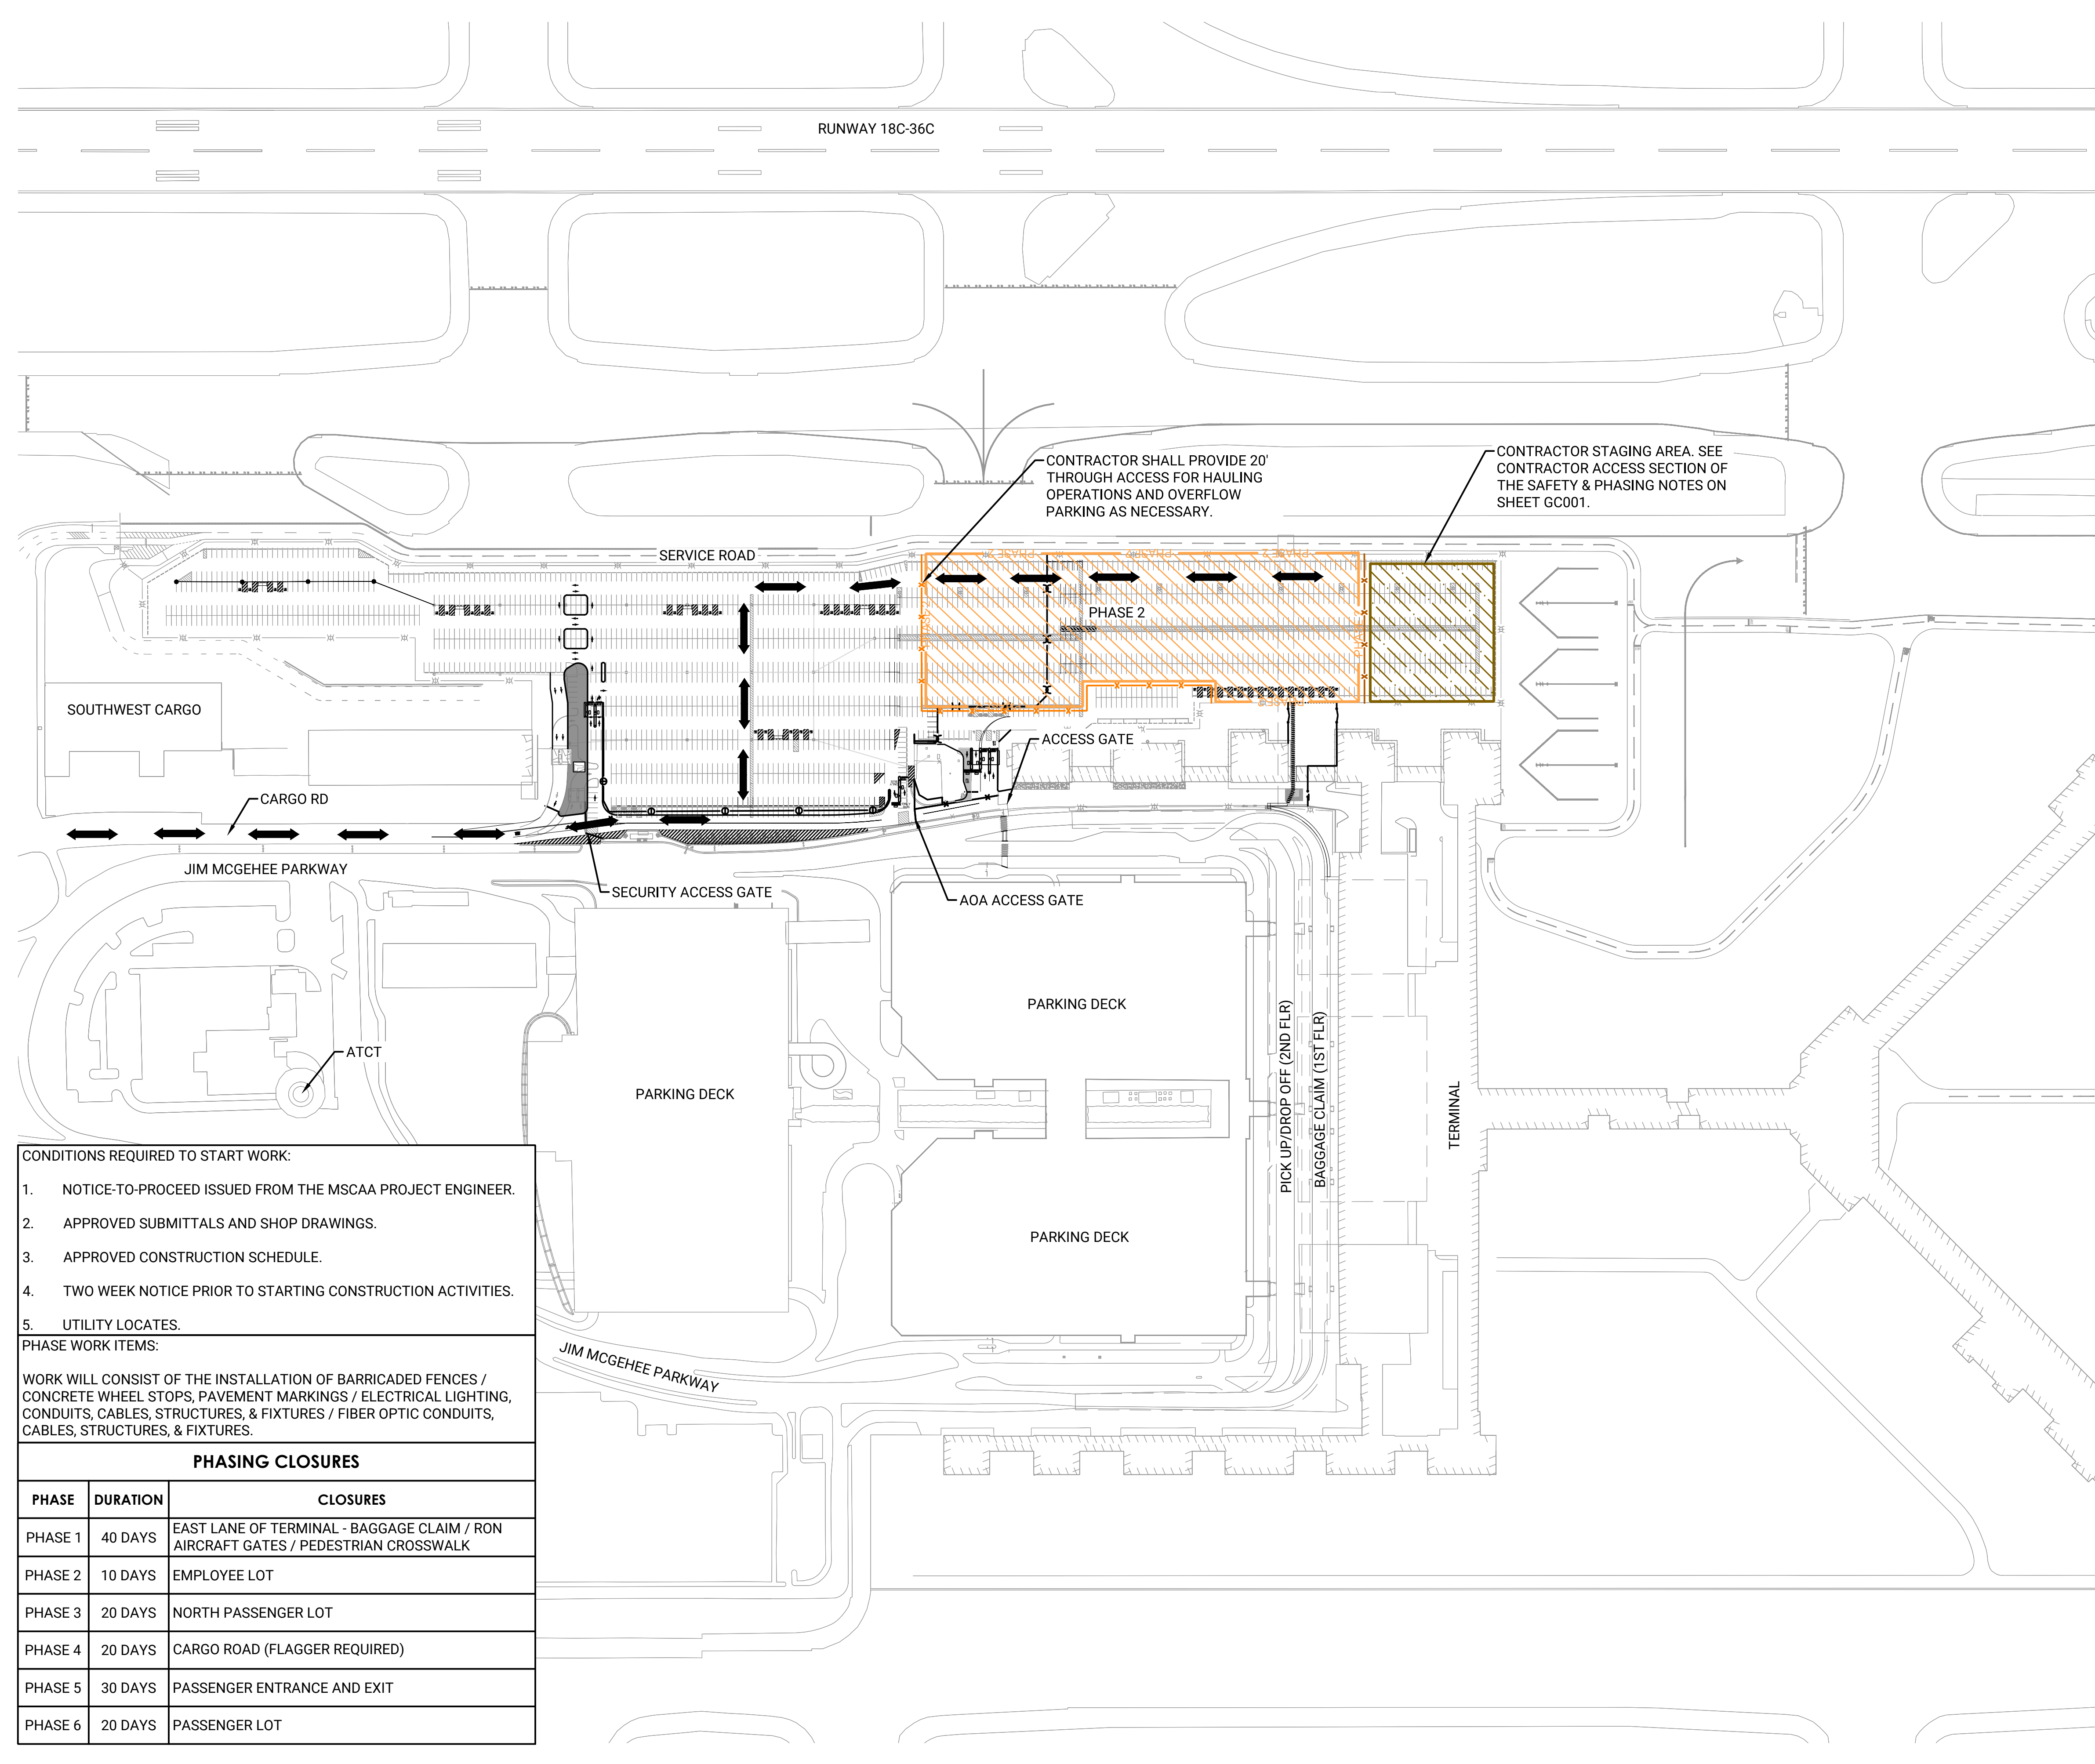 RUNWAY 18C-36C
CONTRACTOR SHALL PROVIDE 20'
THROUGH ACCESS FOR HAULING
OPERATIONS AND OVERFLOW
PARKING AS NECESSARY.
CONTRACTOR STAGING AREA. SEE
CONTRACTOR ACCESS SECTION OF
THE SAFETY & PHASING NOTES ON
SHEET GC001.
SERVICE ROAD
PHASE 2
PHASE 2
PHASE 2
PHASE 2
PHASE 2
PHASE 2
SOUTHWEST CARGO
ACCESS GATE
CARGO RD
JIM MCGEHEE PARKWAY
SECURITY ACCESS GATE
AOA ACCESS GATE
PARKING DECK
ATCT
PARKING DECK
PICK UP/DROP OFF (2ND FLR)
BAGGAGE CLAIM (1ST FLR)
TERMINAL
PARKING DECK
JIM MCGEHEE PARKWAY
CONDITIONS REQUIRED TO START WORK:
1. NOTICE-TO-PROCEED ISSUED FROM THE MSCAA PROJECT ENGINEER.
2. APPROVED SUBMITTALS AND SHOP DRAWINGS.
3. APPROVED CONSTRUCTION SCHEDULE.
4. TWO WEEK NOTICE PRIOR TO STARTING CONSTRUCTION ACTIVITIES.
5. UTILITY LOCATES.
PHASE WORK ITEMS:
WORK WILL CONSIST OF THE INSTALLATION OF BARRICADED FENCES /
CONCRETE WHEEL STOPS, PAVEMENT MARKINGS / ELECTRICAL LIGHTING,
CONDUITS, CABLES, STRUCTURES, & FIXTURES / FIBER OPTIC CONDUITS,
CABLES, STRUCTURES, & FIXTURES.
PHASING CLOSURES
PHASE DURATION CLOSURES
PHASE 1 40 DAYS EAST LANE OF TERMINAL - BAGGAGE CLAIM / RON
AIRCRAFT GATES / PEDESTRIAN CROSSWALK
PHASE 2 10 DAYS EMPLOYEE LOT
PHASE 3 20 DAYS NORTH PASSENGER LOT
PHASE 4 20 DAYS CARGO ROAD (FLAGGER REQUIRED)
PHASE 5 30 DAYS PASSENGER ENTRANCE AND EXIT
PHASE 6 20 DAYS PASSENGER LOT